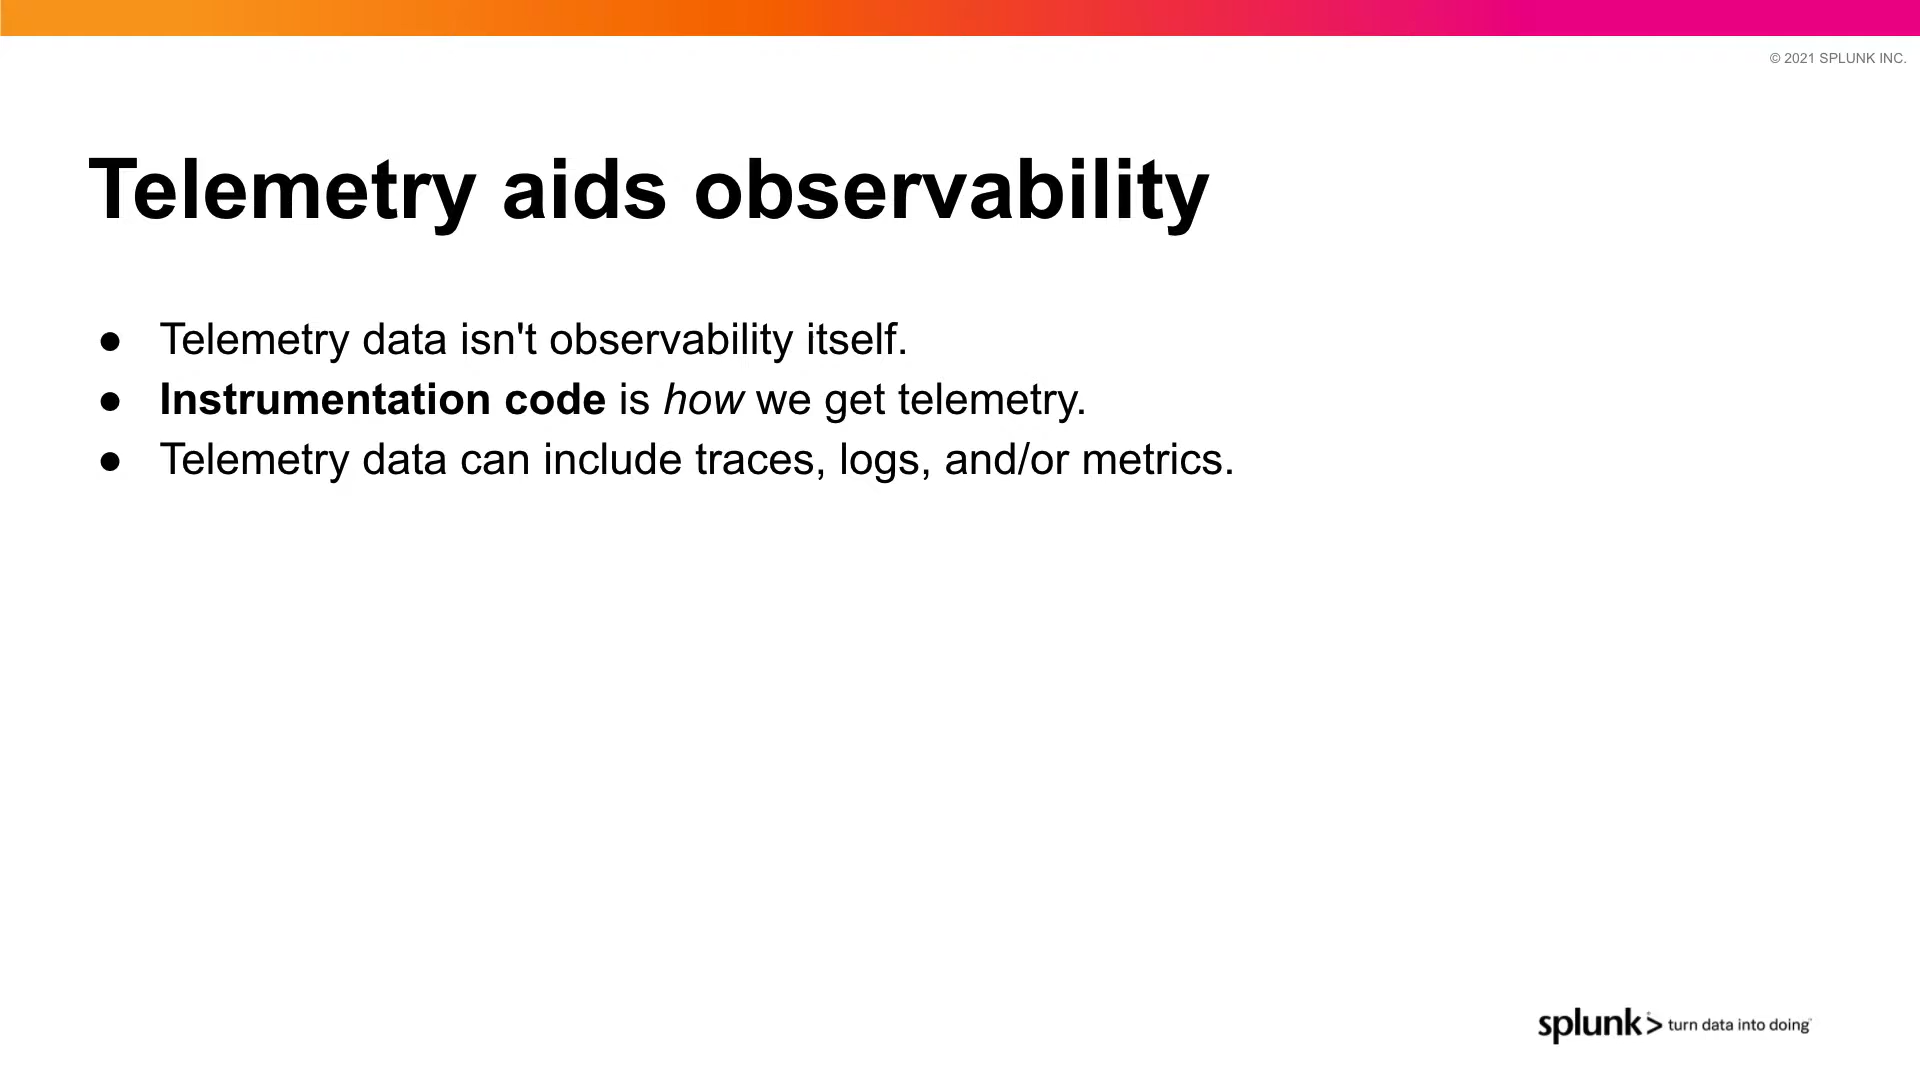 © 2021 SPLUNK INC.
Telemetry aids observability
● Telemetry data isn't observability itself.
● Instrumentation code is how we get telemetry.
● Telemetry data can include traces, logs, and/or metrics.
splunk> turn data into doing™